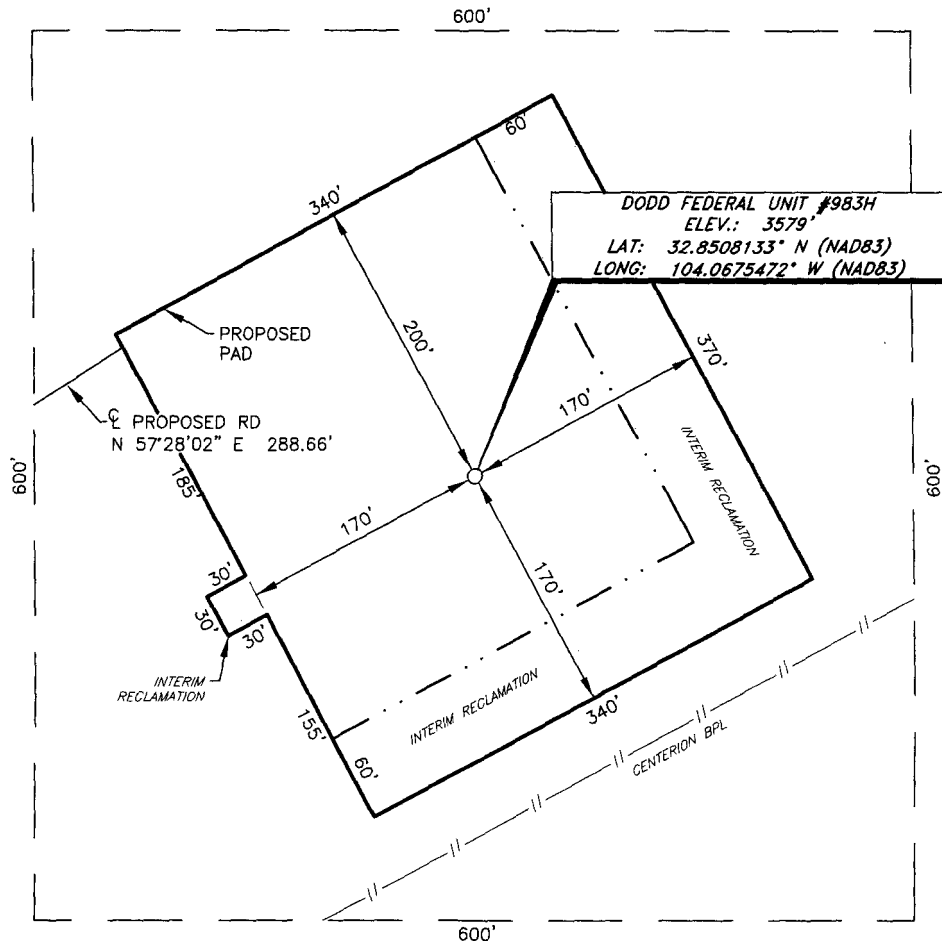 600'
60'
340'
DODD FEDERAL UNIT #983H
ELEV.: 3579'
LAT: 32.8508133° N (NAD83)
LONG: 104.0675472° W (NAD83)
PROPOSED
PAD
200'
370'
℄ PROPOSED RD
N 57°28'02" E 288.66'
170'
600'
600'
185'
INTERIM RECLAMATION
170'
170'
30'
30'
30'
INTERIM
RECLAMATION
155'
INTERIM RECLAMATION
340'
60'
CENTERION BPL
600'